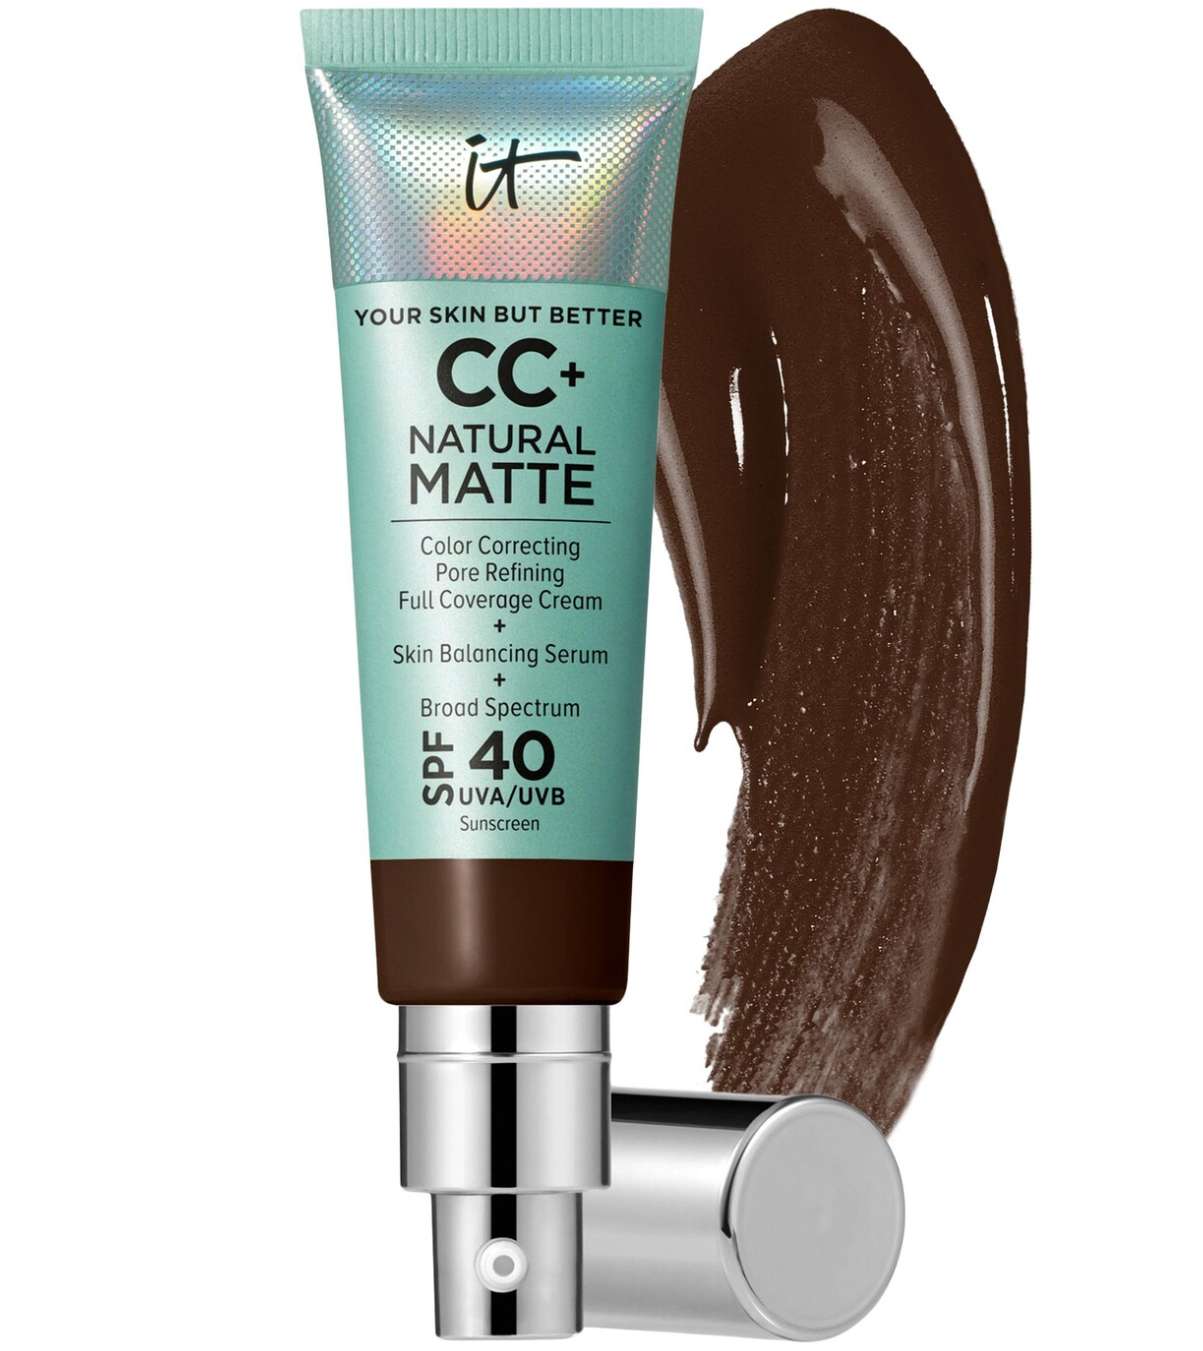 it
YOUR SKIN BUT BETTER
CC+
NATURAL
MATTE
Color Correcting
Pore Refining
Full Coverage Cream
+
Skin Balancing Serum
+
Broad Spectrum
SPF 40
UVA/UVB
Sunscreen